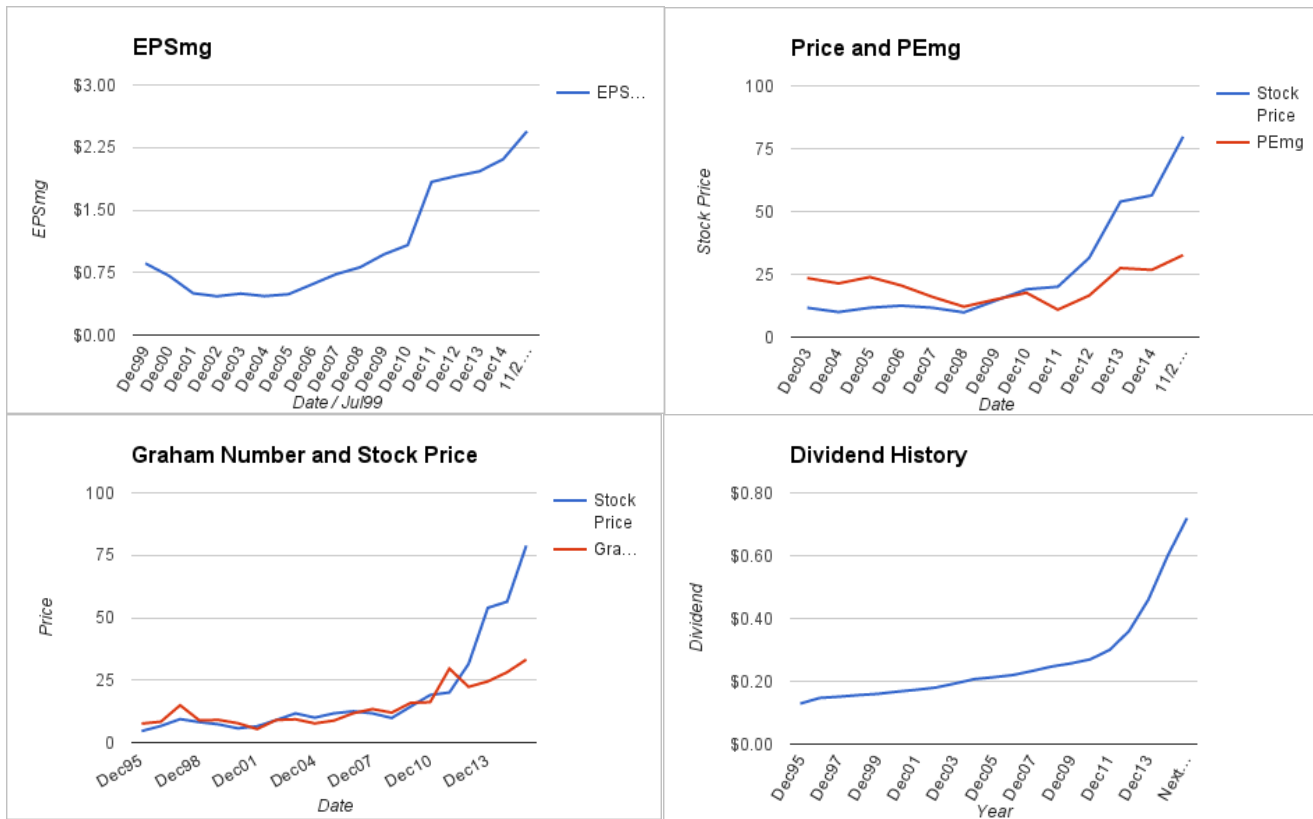 EPSmg
$3.00
$2.25
$1.50
$0.75
$0.00
EPSmg
EPS...
Dec99
Dec00
Dec01
Dec02
Dec03
Dec04
Dec05
Dec06
Dec07
Dec08
Dec09
Dec10
Dec11
Dec12
Dec13
Dec14
11/2...
Date / Jul99
Price and PEmg
100
75
50
25
0
Stock Price
Stock
Price
PEmg
Dec03
Dec04
Dec05
Dec06
Dec07
Dec08
Dec09
Dec10
Dec11
Dec12
Dec13
Dec14
11/2...
Date
Graham Number and Stock Price
100
75
50
25
0
Price
Stock
Price
Gra...
Dec95
Dec98
Dec01
Dec04
Dec07
Dec10
Dec13
Date
Dividend History
$0.80
$0.60
$0.40
$0.20
$0.00
Dividend
Dec95
Dec97
Dec99
Dec01
Dec03
Dec05
Dec07
Dec09
Dec11
Dec13
Next...
Year